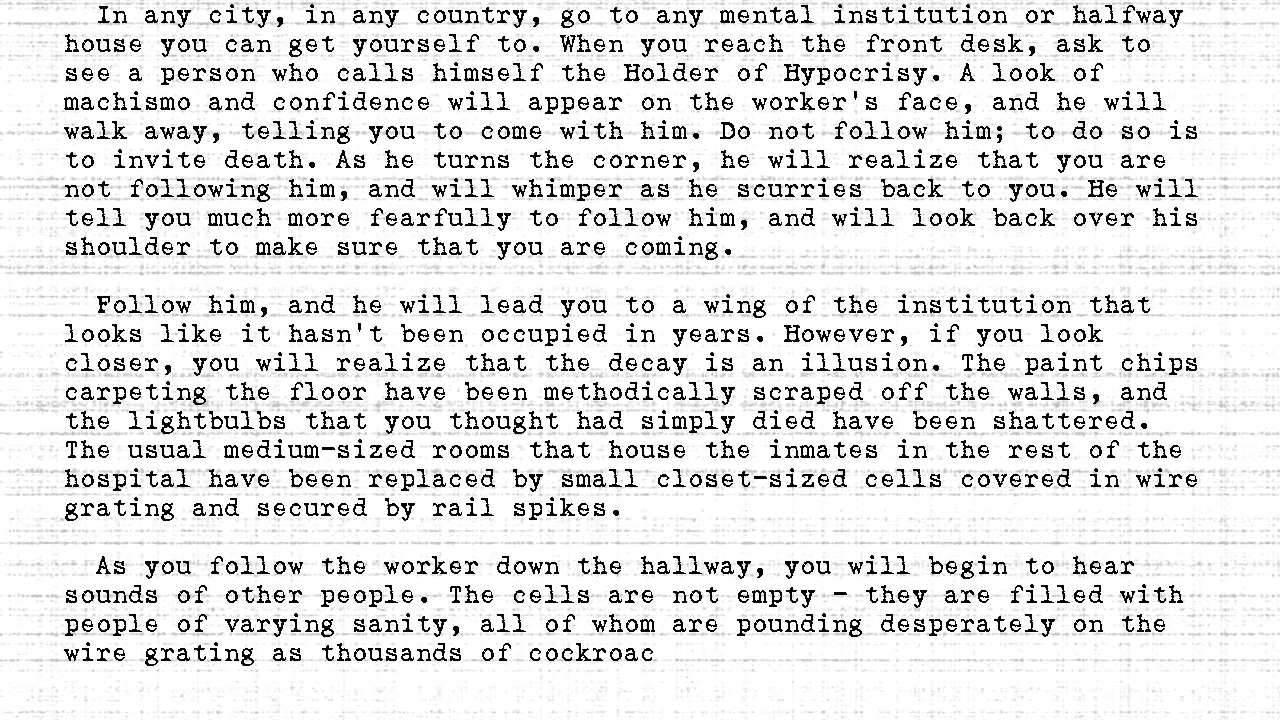 In any city, in any country, go to any mental institution or halfway
house you can get yourself to. When you reach the front desk, ask to
see a person who calls himself the Holder of Hypocrisy. A look of
machismo and confidence will appear on the worker's face, and he will
walk away, telling you to come with him. Do not follow him; to do so is
to invite death. As he turns the corner, he will realize that you are
not following him, and will whimper as he scurries back to you. He will
tell you much more fearfully to follow him, and will look back over his
shoulder to make sure that you are coming.
Follow him, and he will lead you to a wing of the institution that
looks like it hasn't been occupied in years. However, if you look
closer, you will realize that the decay is an illusion. The paint chips
carpeting the floor have been methodically scraped off the walls, and
the lightbulbs that you thought had simply died have been shattered.
The usual medium-sized rooms that house the inmates in the rest of the
hospital have been replaced by small closet-sized cells covered in wire
grating and secured by rail spikes.
As you follow the worker down the hallway, you will begin to hear
sounds of other people. The cells are not empty - they are filled with
people of varying sanity, all of whom are pounding desperately on the
wire grating as thousands of cockroac